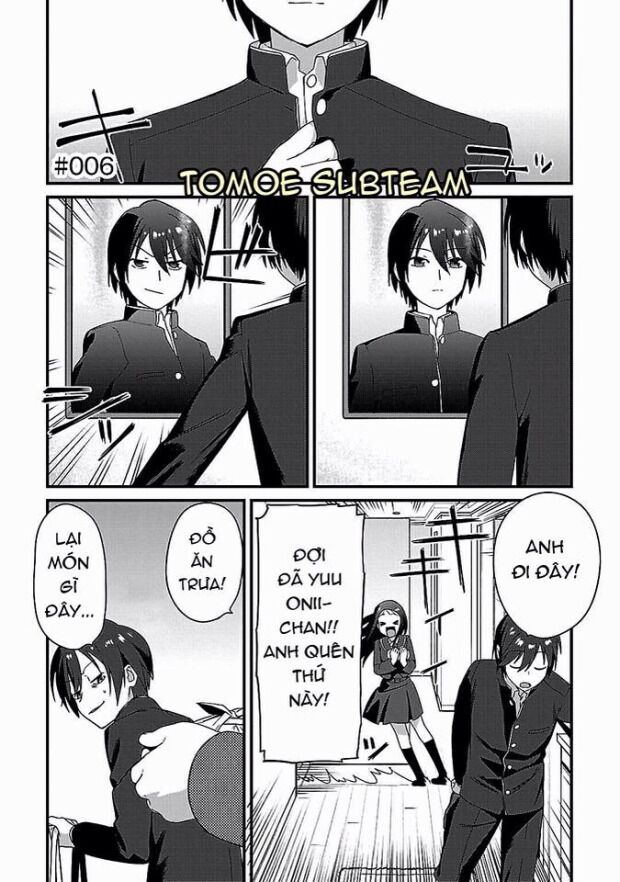 #006
TOMOE SUBTEAM
ANH
ĐI ĐÂY!
ĐỢI
ĐÃ YUU
ONII-
CHAN!!
ANH QUÊN
THỨ
NÀY!
ĐỒ
ĂN
TRƯA!
LẠI
MÓN
GÌ
ĐÂY...